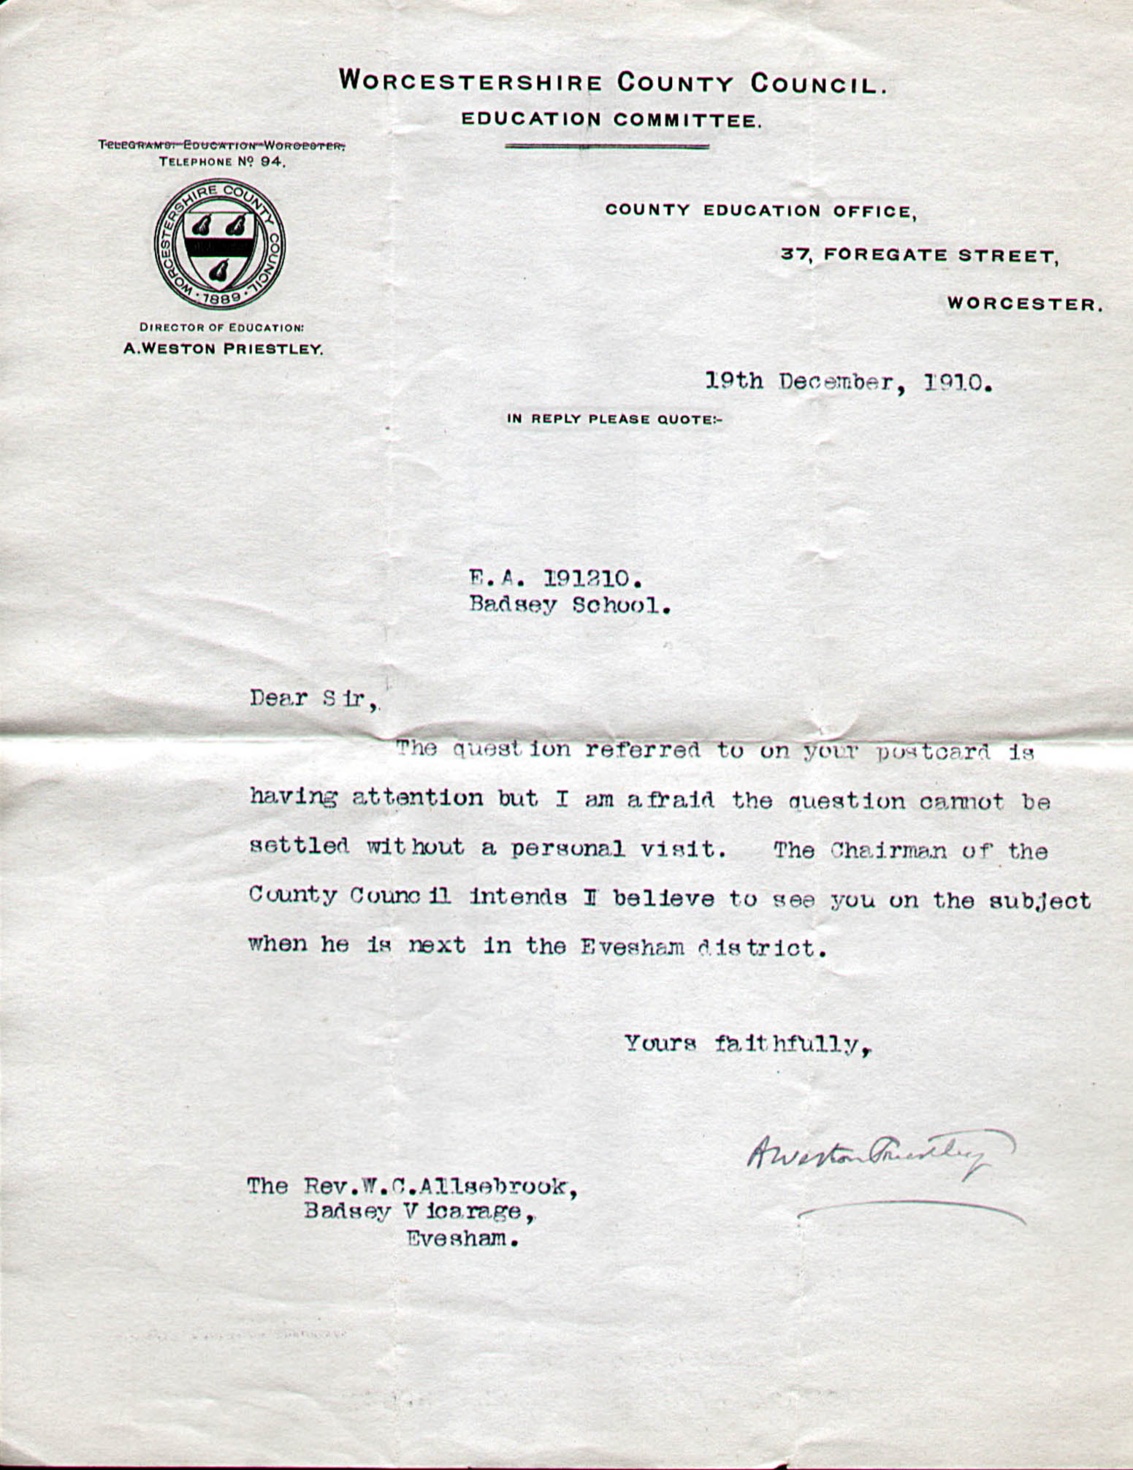 WORCESTERSHIRE COUNTY COUNCIL.
EDUCATION COMMITTEE.
TELEGRAMS: EDUCATION WORCESTER.
TELEPHONE Nº 94.
WORCESTERSHIRE COUNTY COUNCIL
· 1889 ·
DIRECTOR OF EDUCATION:
A. WESTON PRIESTLEY.
COUNTY EDUCATION OFFICE,
37, FOREGATE STREET,
WORCESTER.
19th December, 1910.
IN REPLY PLEASE QUOTE:-
E.A. 191210.
Badsey School.
Dear Sir,
The question referred to on your postcard is
having attention but I am afraid the question cannot be
settled without a personal visit. The Chairman of the
County Council intends I believe to see you on the subject
when he is next in the Evesham district.
Yours faithfully,
A Weston Priestley
The Rev.W.C.Allsebrook,
Badsey Vicarage,
Evesham.